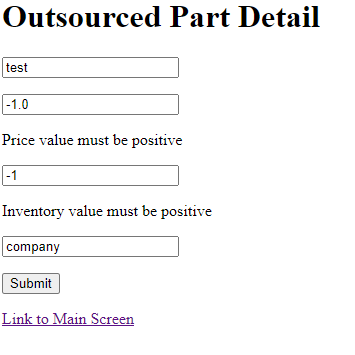 Outsourced Part Detail
test
-1.0
Price value must be positive
-1
Inventory value must be positive
company
Submit
Link to Main Screen